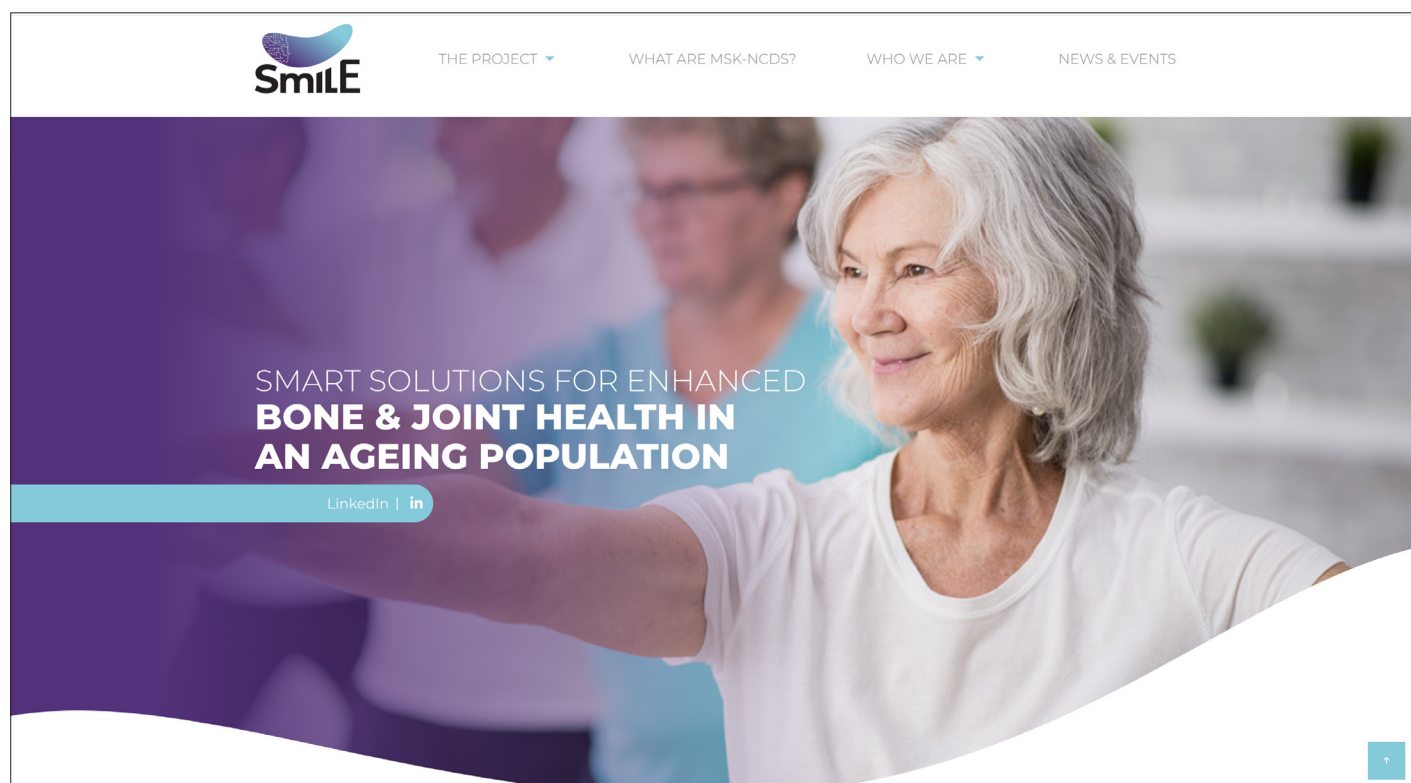 SmILE
THE PROJECT
WHAT ARE MSK-NCDS?
WHO WE ARE
NEWS & EVENTS
SMART SOLUTIONS FOR ENHANCED
BONE & JOINT HEALTH IN
AN AGEING POPULATION
LinkedIn | in